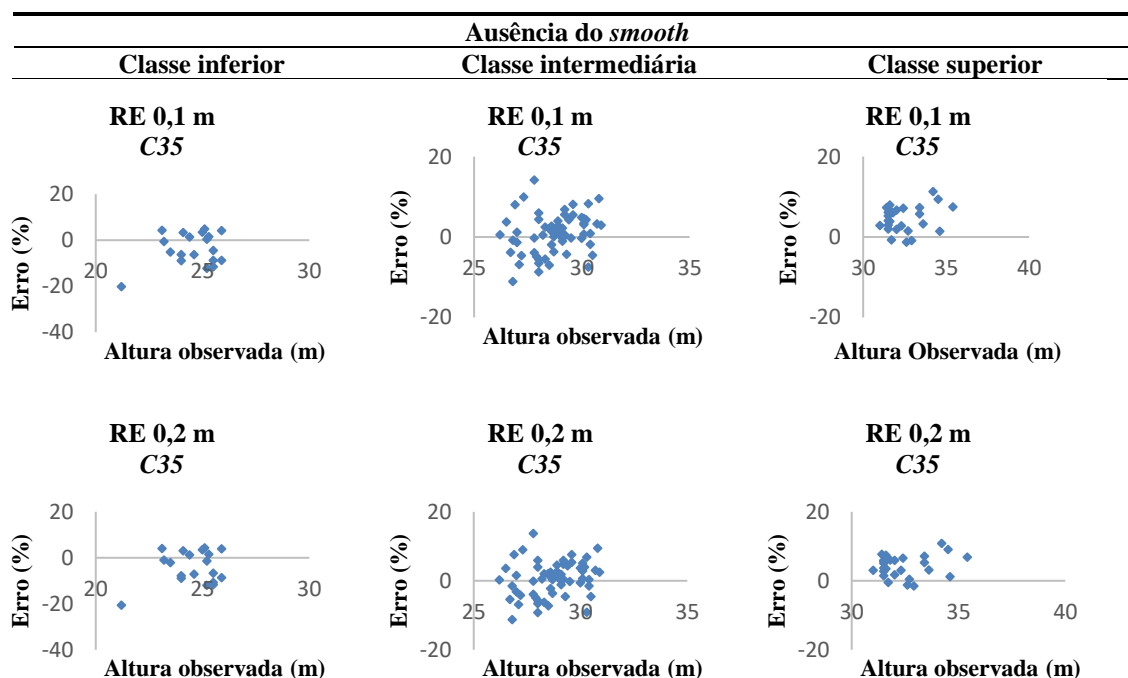 Ausência do smooth
Classe inferior Classe intermediária Classe superior
RE 0,1 m
C35
Erro (%)
20
0
-20
-40
20 25 30
Altura observada (m)
RE 0,1 m
C35
Erro (%)
20
0
-20
25 30 35
Altura observada (m)
RE 0,1 m
C35
Erro (%)
20
0
-20
30 35 40
Altura Observada (m)
RE 0,2 m
C35
Erro (%)
20
0
-20
-40
20 25 30
Altura observada (m)
RE 0,2 m
C35
Erro (%)
20
0
-20
25 30 35
Altura observada (m)
RE 0,2 m
C35
Erro (%)
20
0
-20
30 35 40
Altura observada (m)